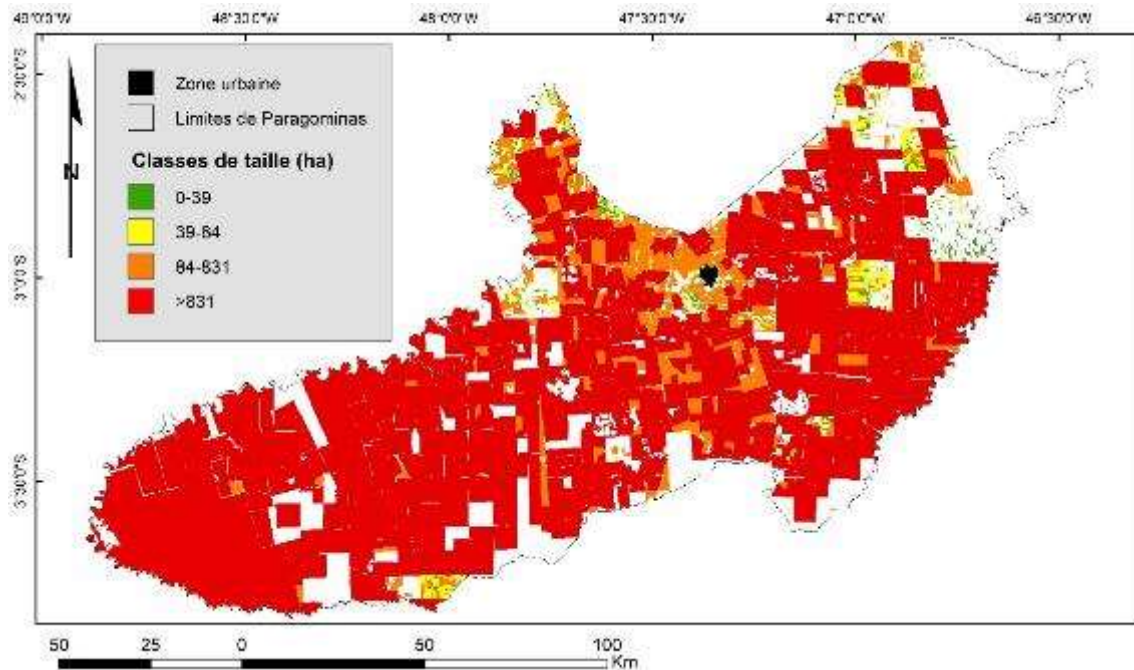 49°0'0"W 48°30'0"W 48°0'0"W 47°30'0"W 47°0'0"W 46°30'0"W
2°30'0"S
3°0'0"S
3°30'0"S
N
Zone urbaine
Limites de Paragominas
Classes de taille (ha)
0-39
39-84
84-831
>831
50 25 0 50 100
Km